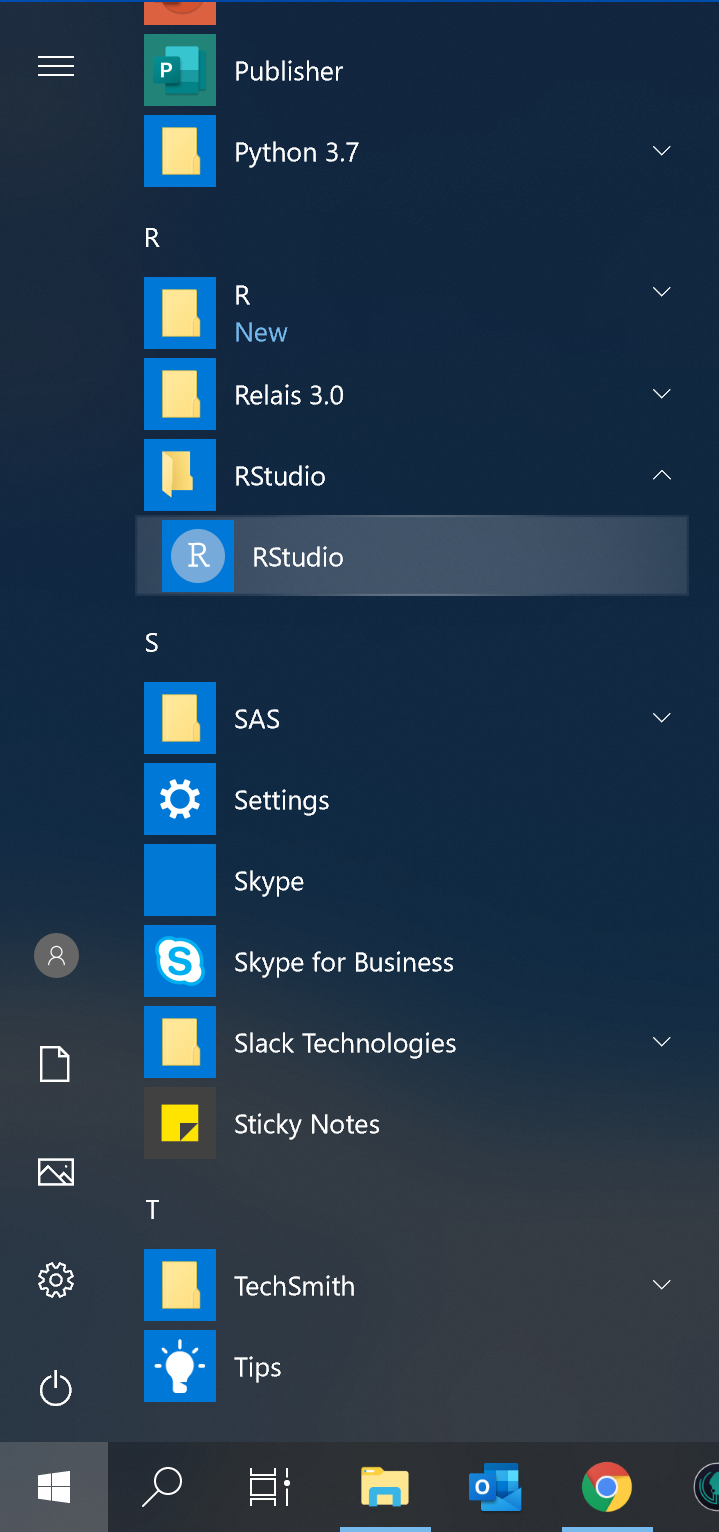 P
Publisher
Python 3.7
R
R
New
Relais 3.0
RStudio
R
RStudio
S
SAS
Settings
Skype
S
Skype for Business
Slack Technologies
Sticky Notes
T
TechSmith
Tips
O